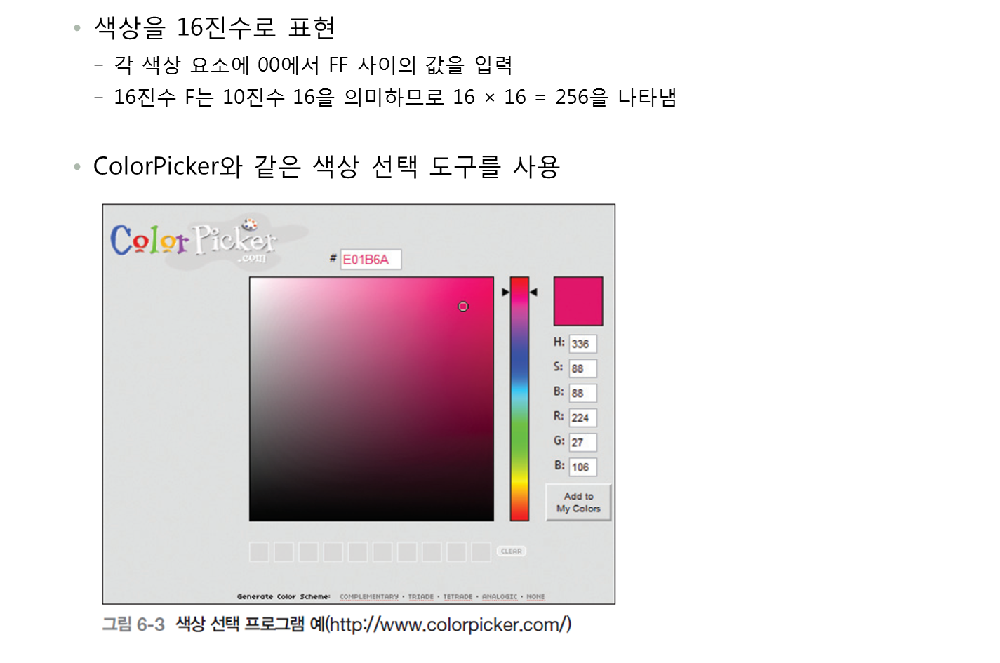 • 색상을 16진수로 표현
– 각 색상 요소에 00에서 FF 사이의 값을 입력
– 16진수 F는 10진수 16을 의미하므로 16 × 16 = 256을 나타냄
• ColorPicker와 같은 색상 선택 도구를 사용
Color Picker
.com
# E01B6A
H: 336
S: 88
B: 88
R: 224
G: 27
B: 106
Add to
My Colors
CLEAR
Generate Color Scheme: COMPLEMENTARY · TRIADE · TETRADE · ANALOGIC · NONE
그림 6-3 색상 선택 프로그램 예(http://www.colorpicker.com/)